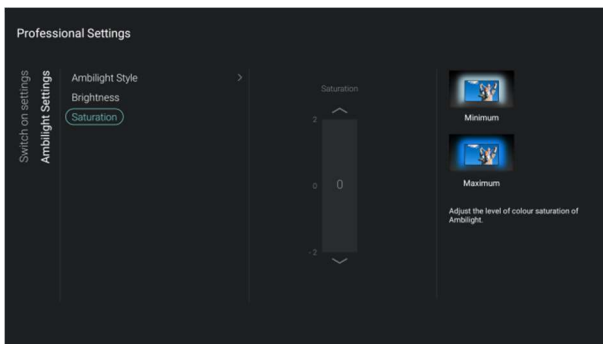 Professional Settings
Switch on settings
Ambilight Settings
Ambilight Style
Brightness
Saturation
Saturation
2
0
0
-2
Minimum
Maximum
Adjust the level of colour saturation of
Ambilight.